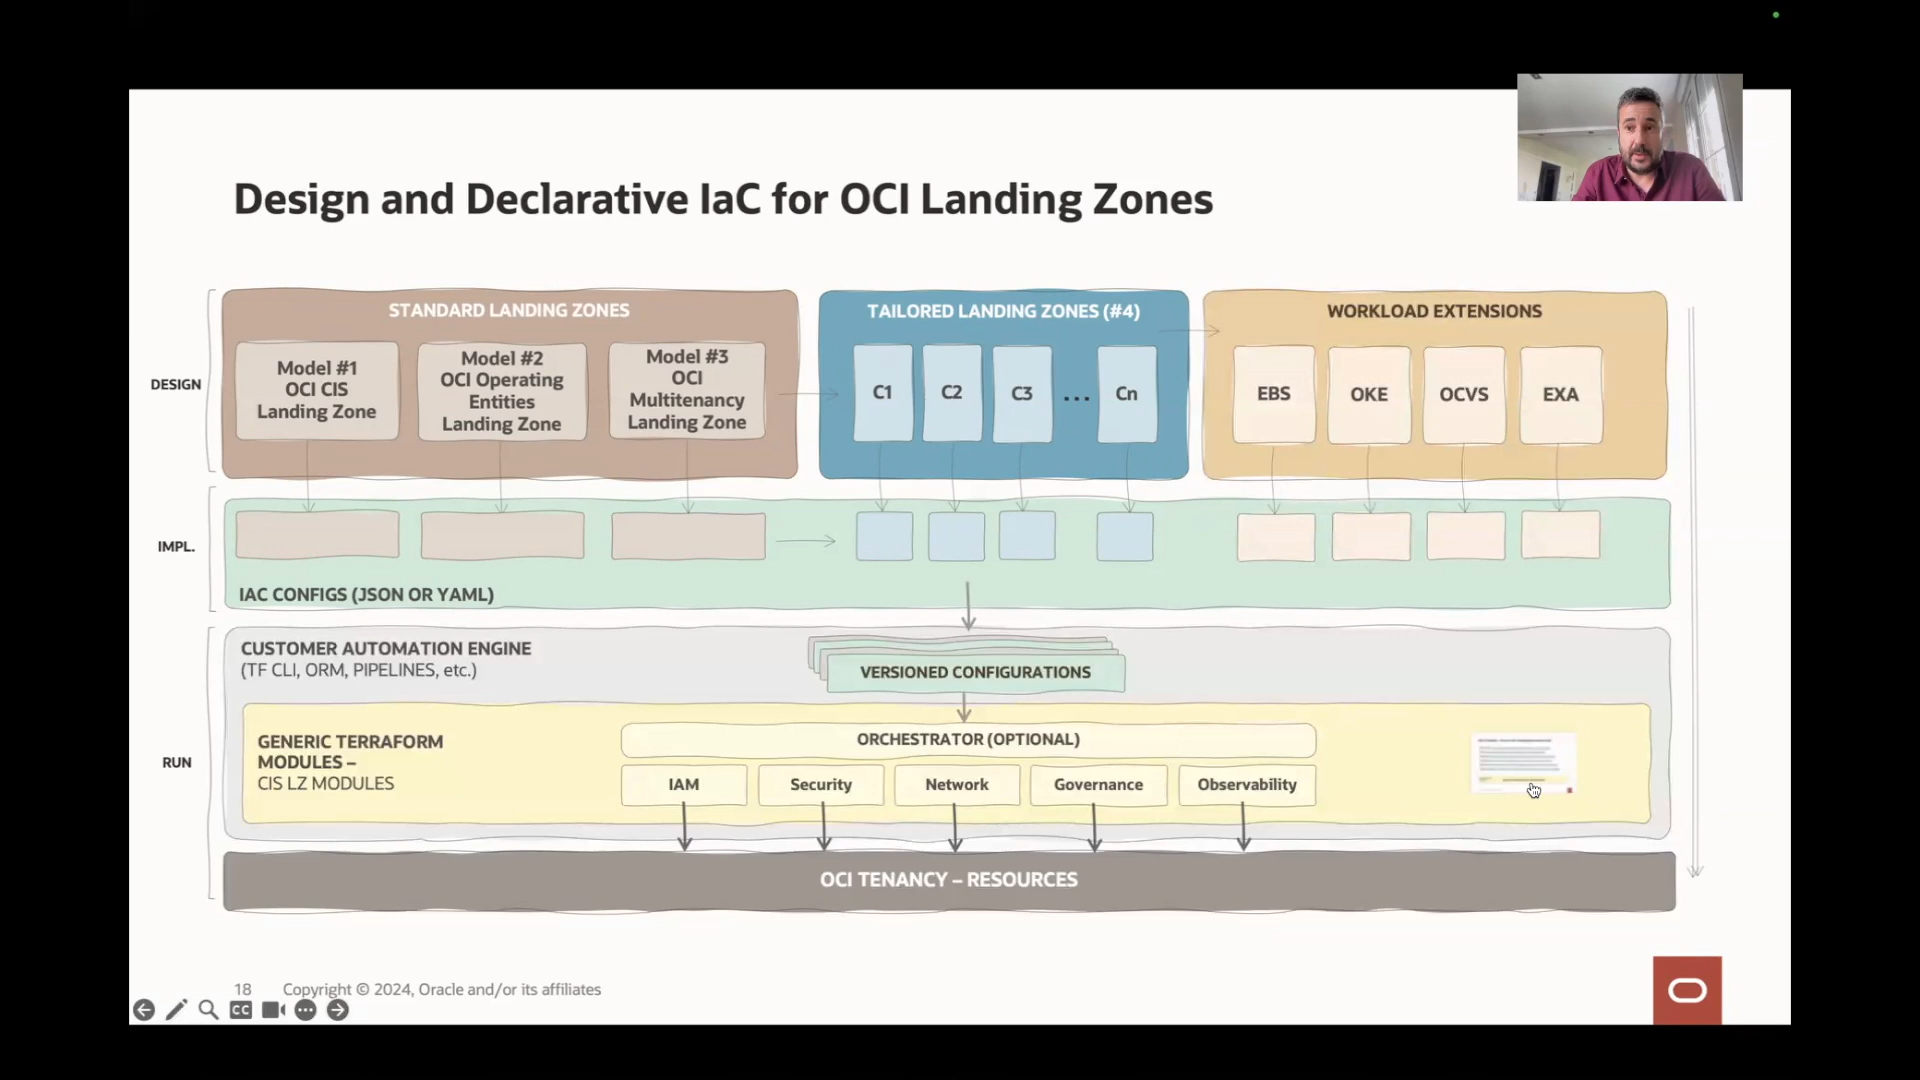 Design and Declarative IaC for OCI Landing Zones
DESIGN
STANDARD LANDING ZONES
Model #1
OCI CIS
Landing Zone
Model #2
OCI Operating
Entities
Landing Zone
Model #3
OCI
Multitenancy
Landing Zone
TAILORED LANDING ZONES (#4)
C1
C2
C3
...
Cn
WORKLOAD EXTENSIONS
EBS
OKE
OCVS
EXA
IMPL.
IAC CONFIGS (JSON OR YAML)
RUN
CUSTOMER AUTOMATION ENGINE
(TF CLI, ORM, PIPELINES, etc.)
VERSIONED CONFIGURATIONS
GENERIC TERRAFORM
MODULES –
CIS LZ MODULES
ORCHESTRATOR (OPTIONAL)
IAM
Security
Network
Governance
Observability
OCI TENANCY – RESOURCES
18
Copyright © 2024, Oracle and/or its affiliates
CC